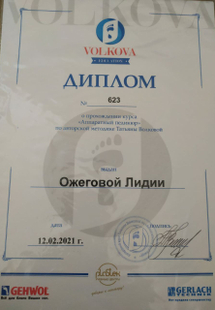 VOLKOVA
ДИПЛОМ
№ 623
о прохождении курса
«Аппаратный педикюр»
по авторской методике Татьяны Волковой
Ожеговой Лидии
ДАТА
ПОДПИСЬ
12.02.2021 г.
GEHWOL
GERLACH
TECHNIK